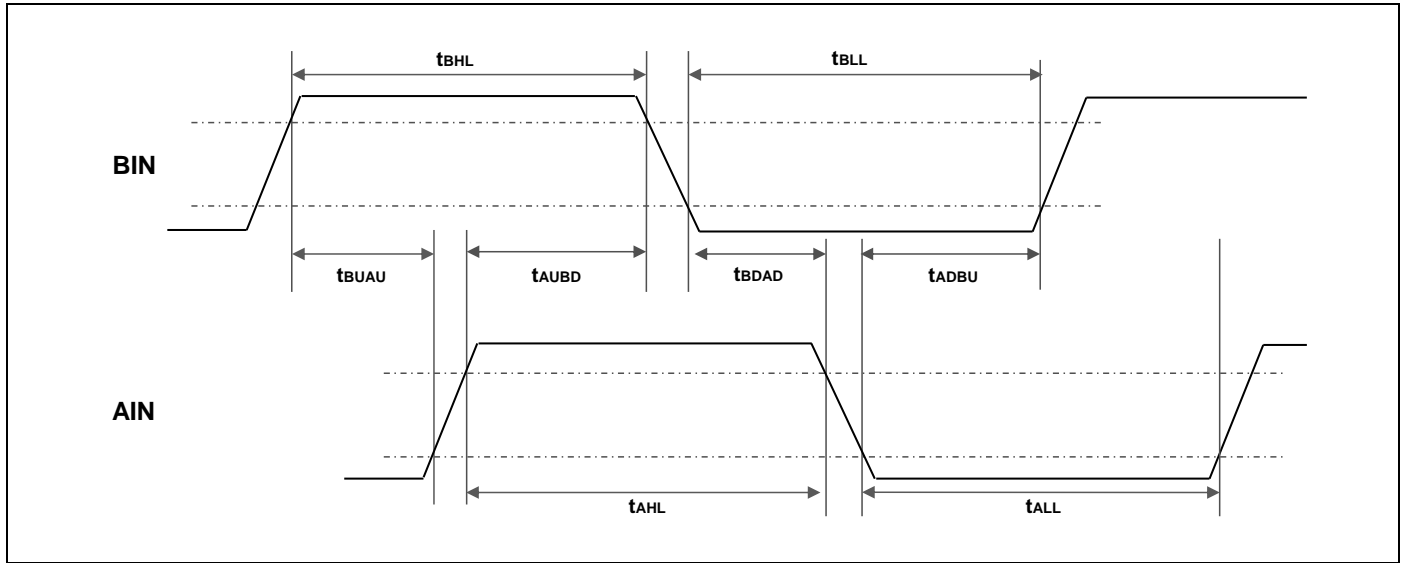 tBHL
tBLL
BIN
tBUAU
tAUBD
tBDAD
tADBU
AIN
tAHL
tALL